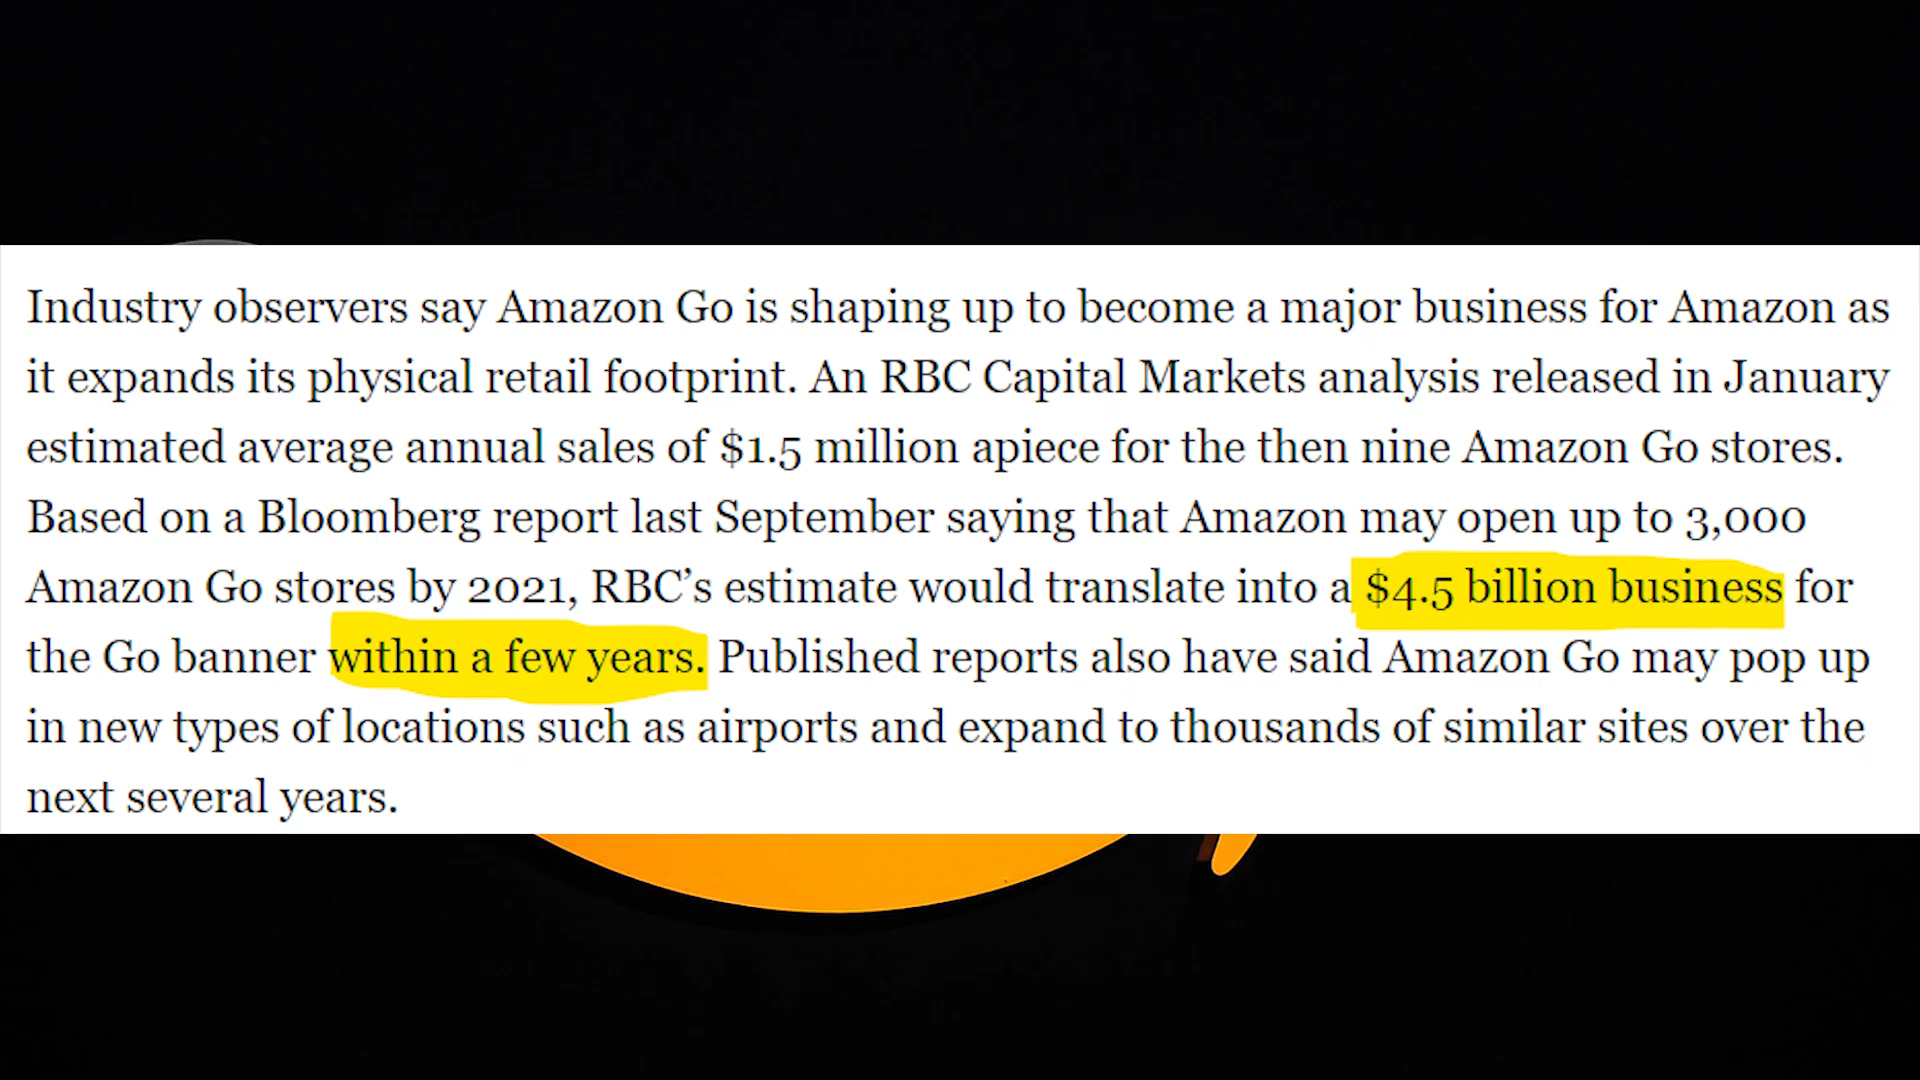 Industry observers say Amazon Go is shaping up to become a major business for Amazon as
it expands its physical retail footprint. An RBC Capital Markets analysis released in January
estimated average annual sales of $1.5 million apiece for the then nine Amazon Go stores.
Based on a Bloomberg report last September saying that Amazon may open up to 3,000
Amazon Go stores by 2021, RBC’s estimate would translate into a $4.5 billion business for
the Go banner within a few years. Published reports also have said Amazon Go may pop up
in new types of locations such as airports and expand to thousands of similar sites over the
next several years.